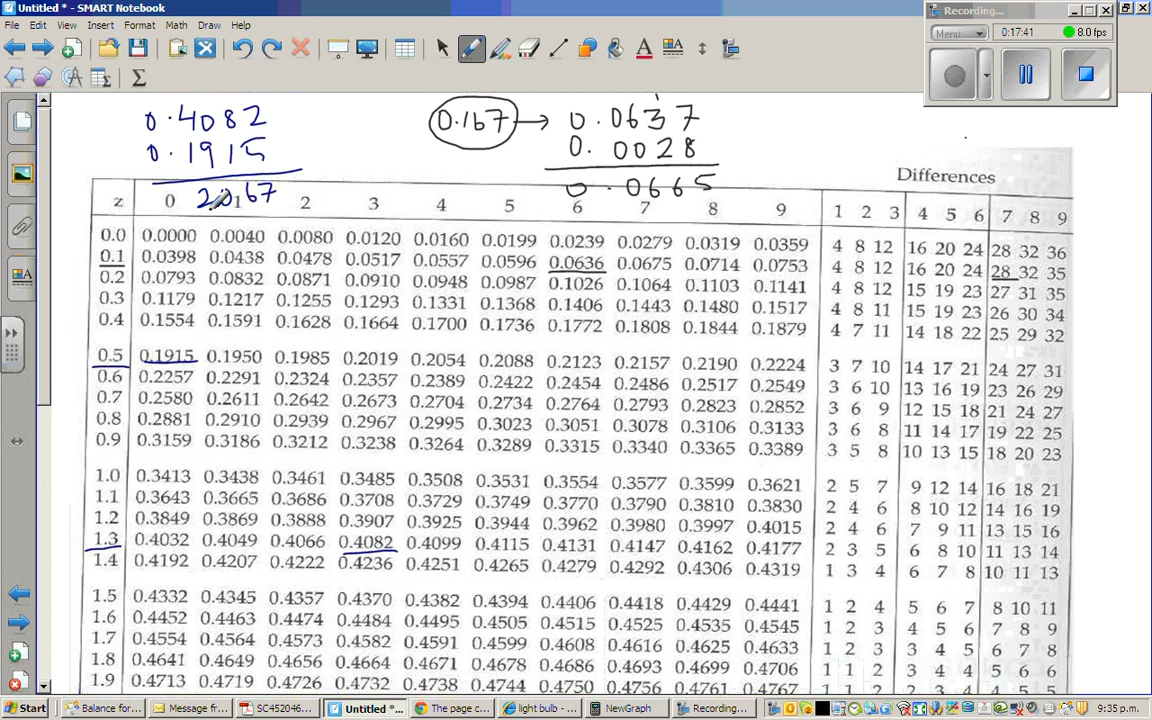 Untitled * - SMART Notebook
Recording...
File Edit View Insert Format Math Draw Help
Menu 0:17:41 8.0 fps
0.4082 0.167 → 0.0637
0.1915 0.0028
2067 0.0665
Differences
z 0 1 2 3 4 5 6 7 8 9 1 2 3 4 5 6 7 8 9
0.0 0.0000 0.0040 0.0080 0.0120 0.0160 0.0199 0.0239 0.0279 0.0319 0.0359 4 8 12 16 20 24 28 32 36
0.1 0.0398 0.0438 0.0478 0.0517 0.0557 0.0596 0.0636 0.0675 0.0714 0.0753 4 8 12 16 20 24 28 32 35
0.2 0.0793 0.0832 0.0871 0.0910 0.0948 0.0987 0.1026 0.1064 0.1103 0.1141 4 8 12 15 19 23 27 31 35
0.3 0.1179 0.1217 0.1255 0.1293 0.1331 0.1368 0.1406 0.1443 0.1480 0.1517 4 8 11 15 19 23 26 30 34
0.4 0.1554 0.1591 0.1628 0.1664 0.1700 0.1736 0.1772 0.1808 0.1844 0.1879 4 7 11 14 18 22 25 29 32
0.5 0.1915 0.1950 0.1985 0.2019 0.2054 0.2088 0.2123 0.2157 0.2190 0.2224 3 7 10 14 17 21 24 27 31
0.6 0.2257 0.2291 0.2324 0.2357 0.2389 0.2422 0.2454 0.2486 0.2517 0.2549 3 6 10 13 16 19 23 26 29
0.7 0.2580 0.2611 0.2642 0.2673 0.2704 0.2734 0.2764 0.2793 0.2823 0.2852 3 6 9 12 15 18 21 24 27
0.8 0.2881 0.2910 0.2939 0.2967 0.2995 0.3023 0.3051 0.3078 0.3106 0.3133 3 6 8 11 14 17 19 22 25
0.9 0.3159 0.3186 0.3212 0.3238 0.3264 0.3289 0.3315 0.3340 0.3365 0.3389 3 5 8 10 13 15 18 20 23
1.0 0.3413 0.3438 0.3461 0.3485 0.3508 0.3531 0.3554 0.3577 0.3599 0.3621 2 5 7 9 12 14 16 18 21
1.1 0.3643 0.3665 0.3686 0.3708 0.3729 0.3749 0.3770 0.3790 0.3810 0.3830 2 4 6 8 10 12 14 16 19
1.2 0.3849 0.3869 0.3888 0.3907 0.3925 0.3944 0.3962 0.3980 0.3997 0.4015 2 4 6 7 9 11 13 15 16
1.3 0.4032 0.4049 0.4066 0.4082 0.4099 0.4115 0.4131 0.4147 0.4162 0.4177 2 3 5 6 8 10 11 13 14
1.4 0.4192 0.4207 0.4222 0.4236 0.4251 0.4265 0.4279 0.4292 0.4306 0.4319 1 3 4 6 7 8 10 11 13
1.5 0.4332 0.4345 0.4357 0.4370 0.4382 0.4394 0.4406 0.4418 0.4429 0.4441 1 2 4 5 6 7 8 10 11
1.6 0.4452 0.4463 0.4474 0.4484 0.4495 0.4505 0.4515 0.4525 0.4535 0.4545 1 2 3 4 5 6 7 8 9
1.7 0.4554 0.4564 0.4573 0.4582 0.4591 0.4599 0.4608 0.4616 0.4625 0.4633 1 2 3 3 4 5 6 7 8
1.8 0.4641 0.4649 0.4656 0.4664 0.4671 0.4678 0.4686 0.4693 0.4699 0.4706 1 1 2 3 4 4 5 6 6
1.9 0.4713 0.4719 0.4726 0.4732 0.4738 0.4744 0.4750 0.4756 0.4761 0.4767 1 1 2 2 3 4 4 5 5
Start Balance for... Message from... SC452046... Untitled *... The page c... light bulb - ... NewGraph Recording... 9:35 p.m.